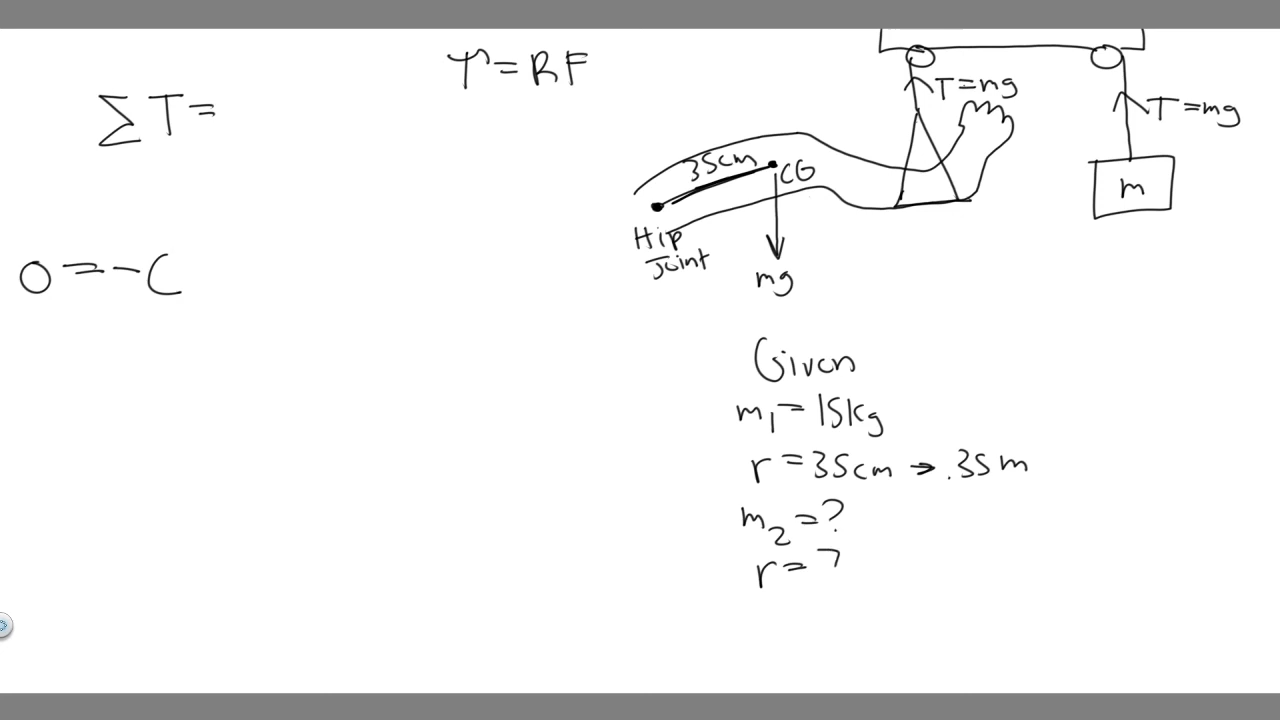 τ = RF
ΣT =
0 = -(
T=mg
T=mg
35cm
CG
m
Hip
Joint
mg
Given
m₁ = 15kg
r = 35cm → .35m
m₂ = ?
r = ?